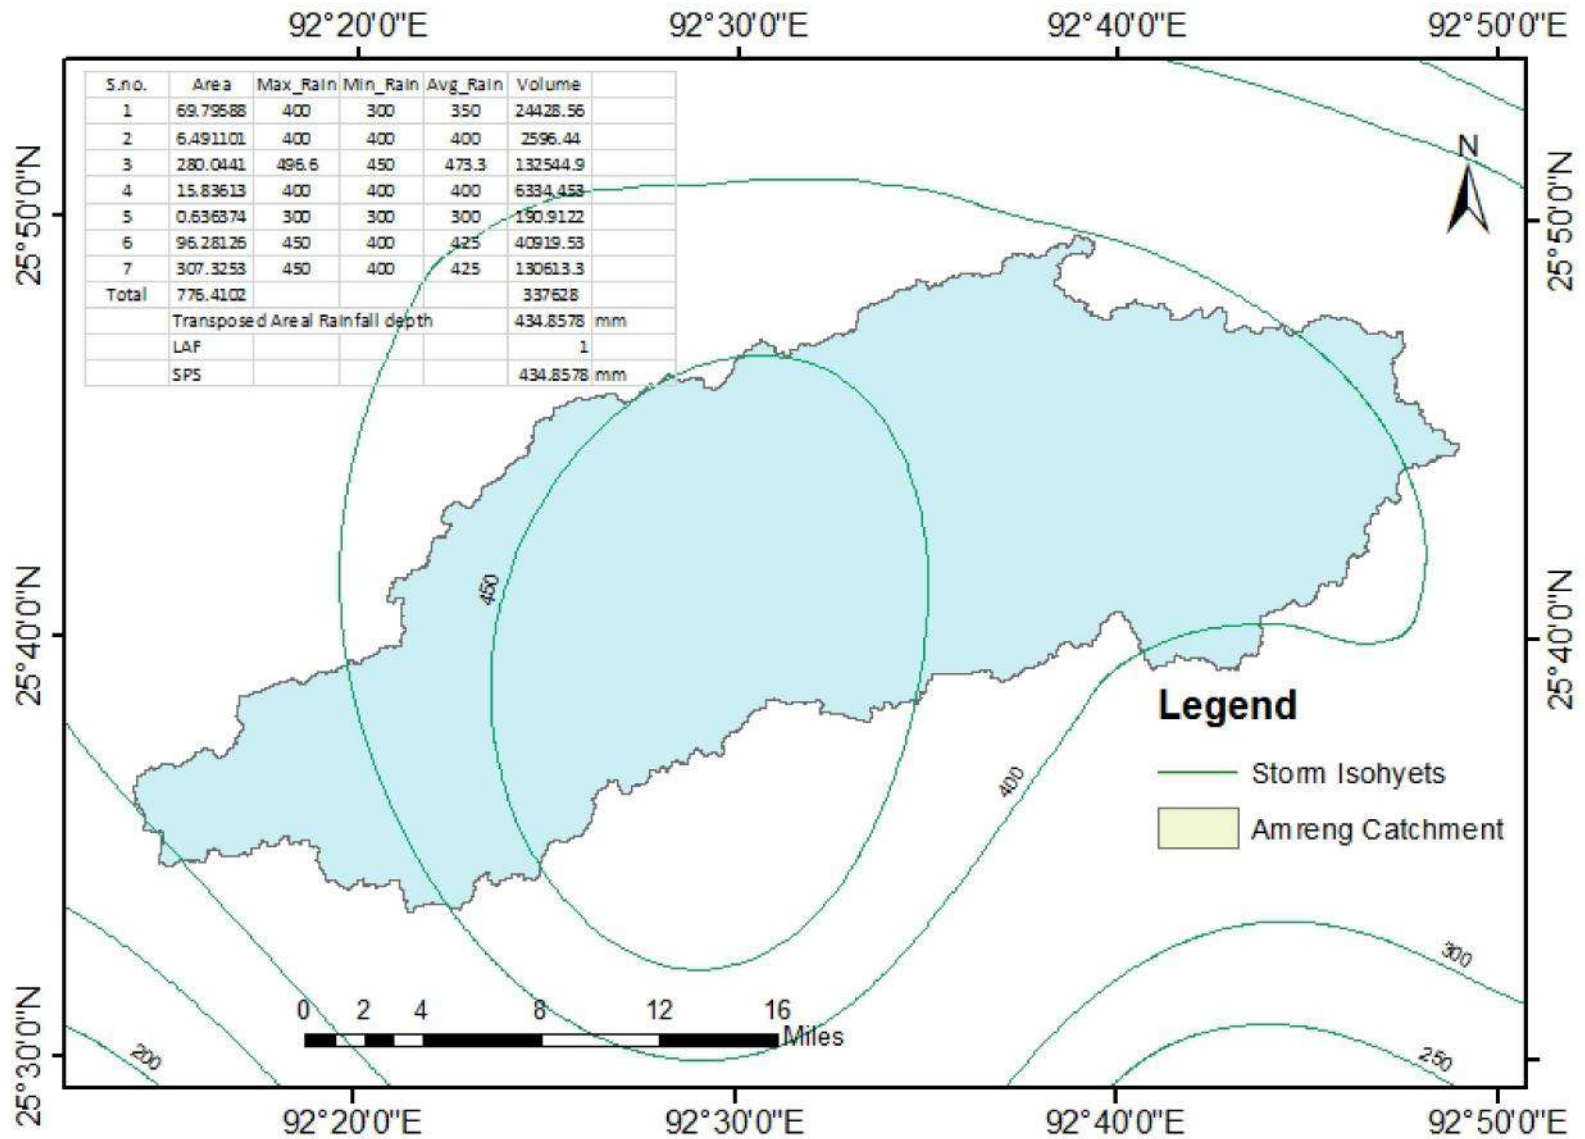 92°20'0"E 92°30'0"E 92°40'0"E 92°50'0"E
S.no. Area Max_Rain Min_Rain Avg_Rain Volume
1 69.79588 400 300 350 24428.56
2 6.491101 400 400 400 2596.44
3 280.0441 496.6 450 473.3 132544.9
4 15.83613 400 400 400 6334.453
5 0.636374 300 300 300 190.9122
6 96.28126 450 400 425 40919.53
7 307.3253 450 400 425 130613.3
Total 776.4102 337628
Transposed Areal Rainfall depth 434.8578 mm
LAF 1
SPS 434.8578 mm
N
25°50'0"N
25°50'0"N
450
25°40'0"N
25°40'0"N
Legend
Storm Isohyets
Amreng Catchment
400
300
250
200
0 2 4 8 12 16
Miles
25°30'0"N
92°20'0"E 92°30'0"E 92°40'0"E 92°50'0"E